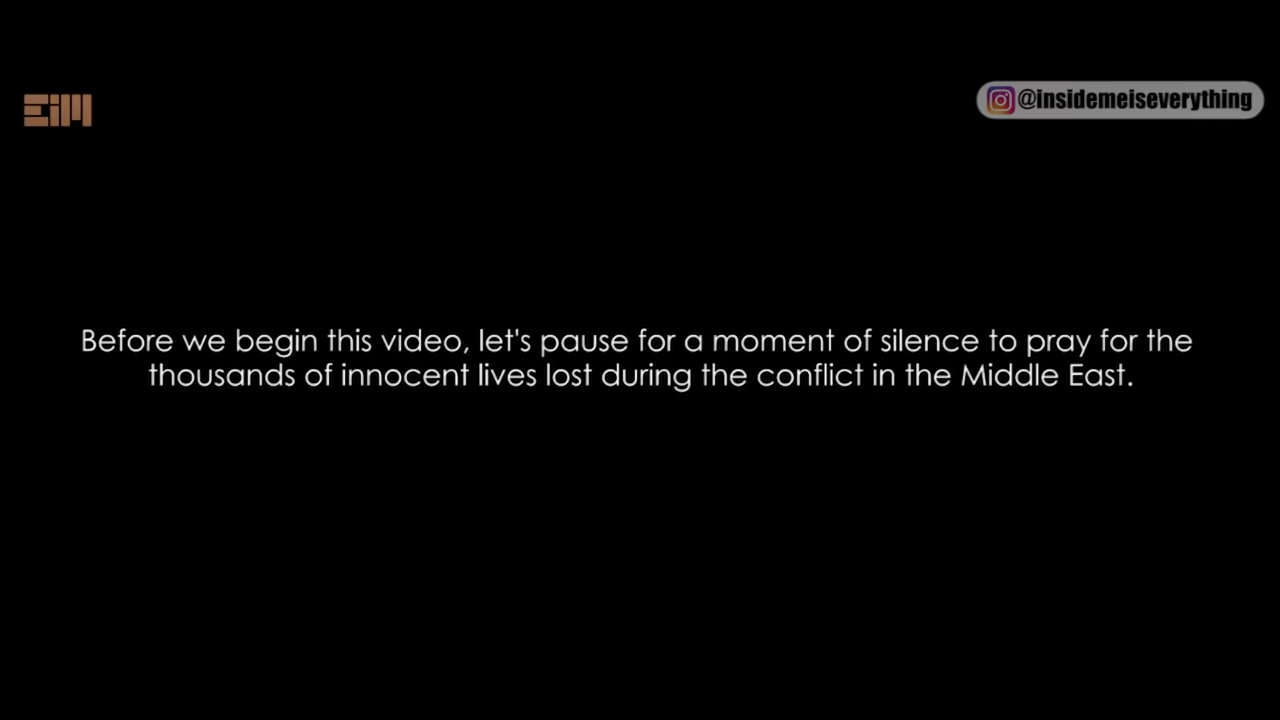 EiM
@insidemeiseverything
Before we begin this video, let's pause for a moment of silence to pray for the
thousands of innocent lives lost during the conflict in the Middle East.